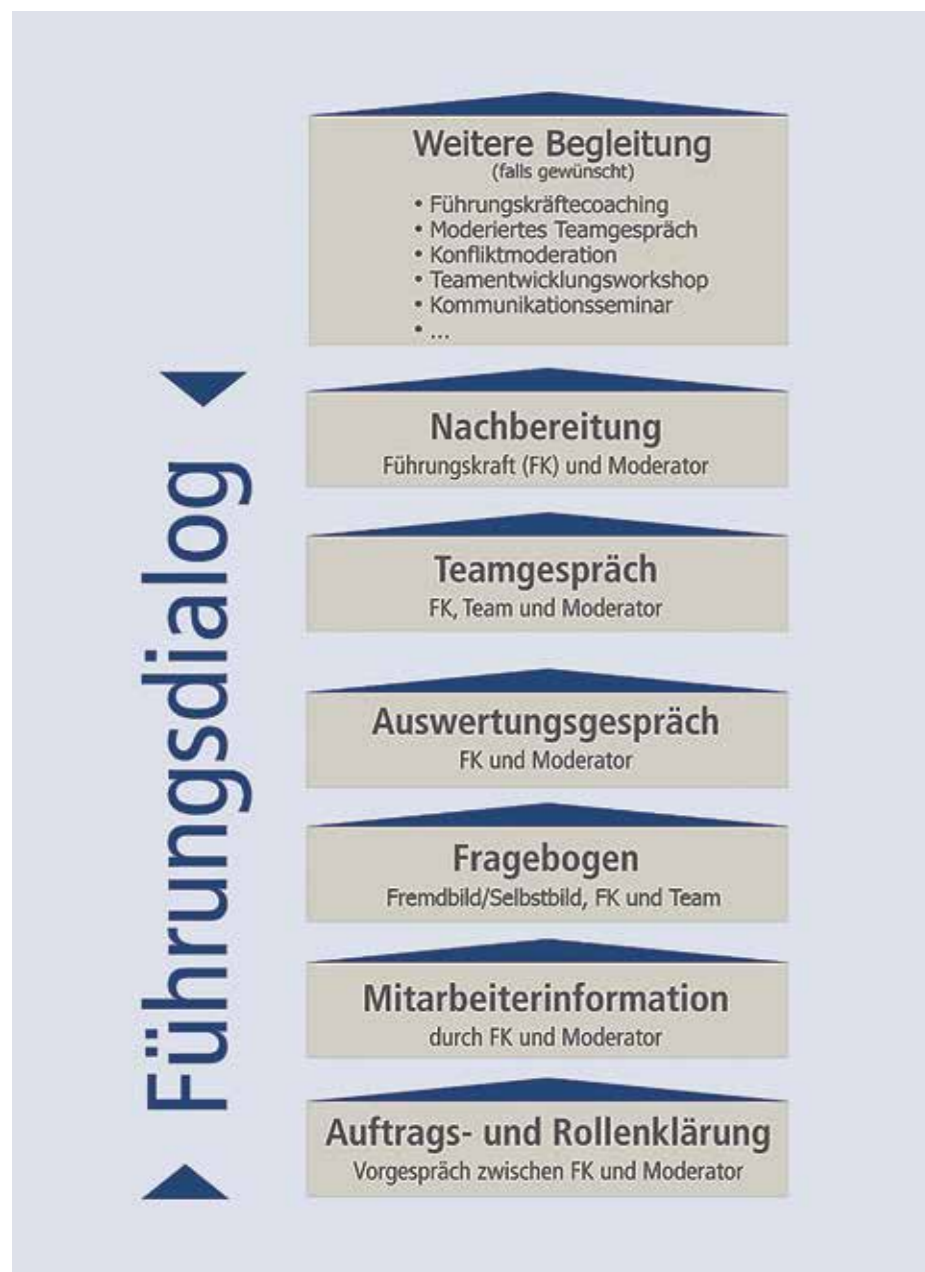 Weitere Begleitung
(falls gewünscht)
• Führungskräftecoaching
• Moderiertes Teamgespräch
• Konfliktmoderation
• Teamentwicklungsworkshop
• Kommunikationsseminar
• ...
Führungsdialog
Nachbereitung
Führungskraft (FK) und Moderator
Teamgespräch
FK, Team und Moderator
Auswertungsgespräch
FK und Moderator
Fragebogen
Fremdbild/Selbstbild, FK und Team
Mitarbeiterinformation
durch FK und Moderator
Auftrags- und Rollenklärung
Vorgespräch zwischen FK und Moderator